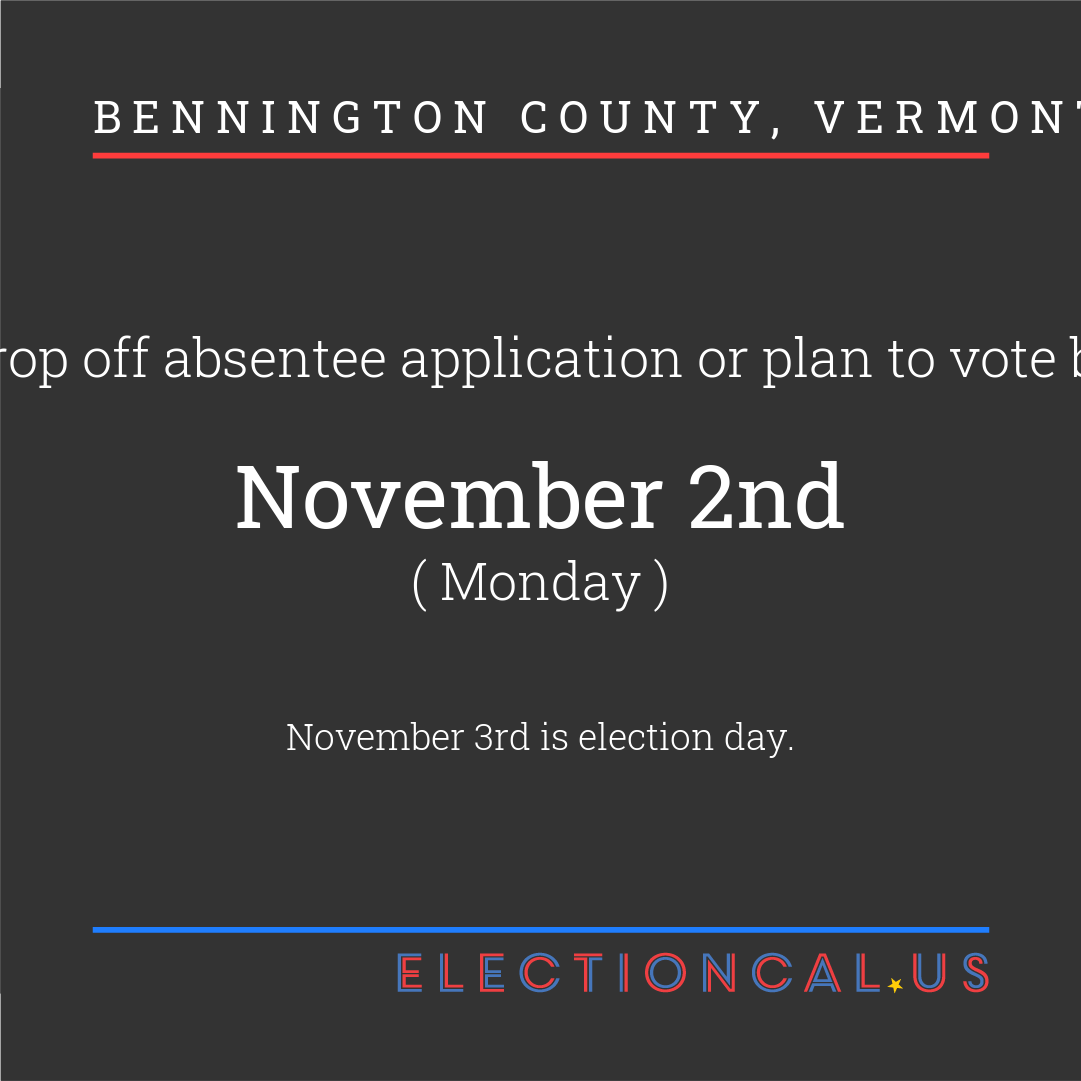 BENNINGTON COUNTY, VERMONT
rop off absentee application or plan to vote b
November 2nd
( Monday )
November 3rd is election day.
ELECTIONCAL.US